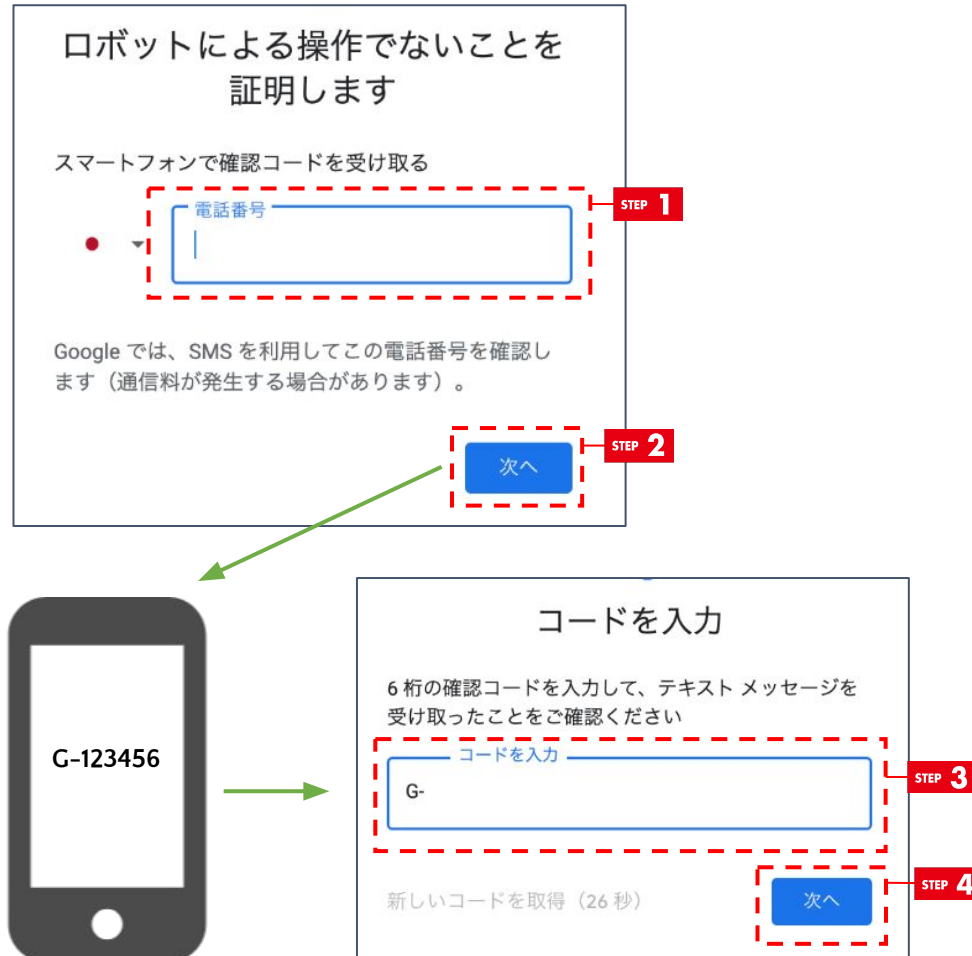 ロボットによる操作でないことを
証明します
スマートフォンで確認コードを受け取る
電話番号
STEP 1
Google では、SMS を利用してこの電話番号を確認し
ます（通信料が発生する場合があります）。
次へ
STEP 2
G-123456
コードを入力
6 桁の確認コードを入力して、テキスト メッセージを
受け取ったことをご確認ください
コードを入力
G-
STEP 3
新しいコードを取得（26 秒）
次へ
STEP 4